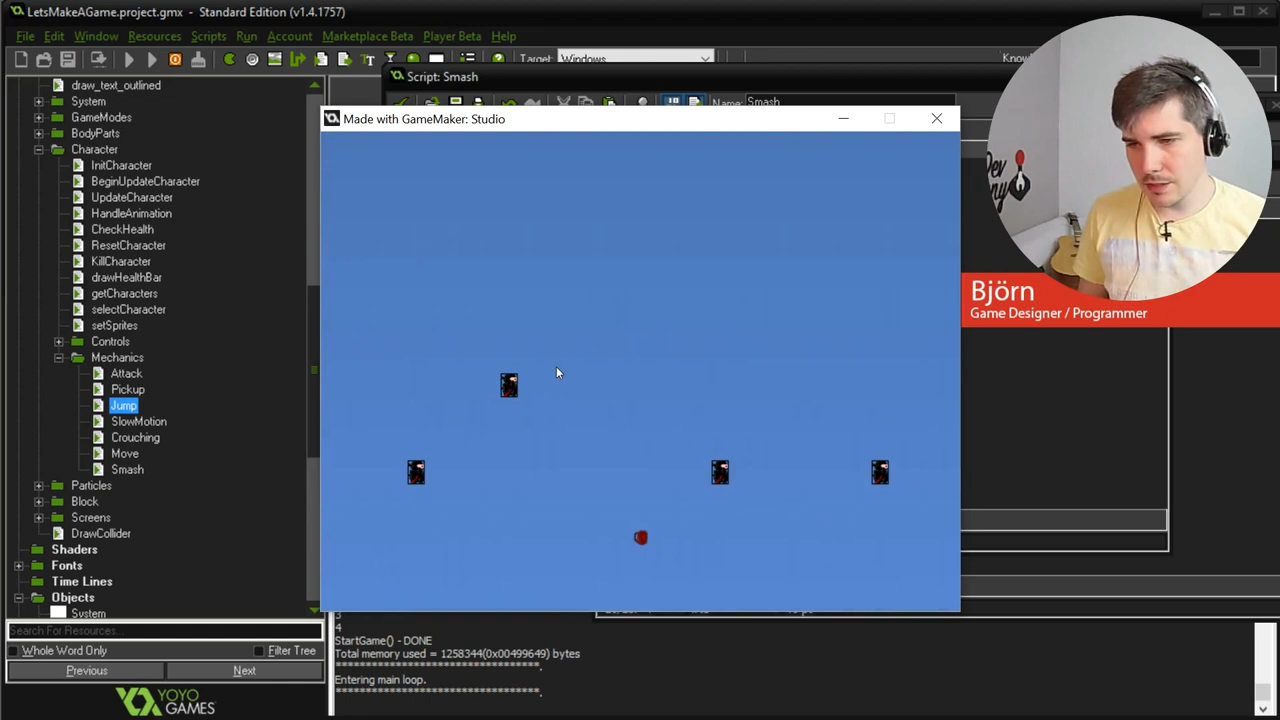 LetsMakeAGame.project.gmx - Standard Edition (v1.4.1757)
File Edit Window Resources Scripts Run Account Marketplace Beta Player Beta Help
Target: Windows
Script: Smash
Name: Smash
Made with GameMaker: Studio
draw_text_outlined
System
GameModes
BodyParts
Character
InitCharacter
BeginUpdateCharacter
UpdateCharacter
HandleAnimation
CheckHealth
ResetCharacter
KillCharacter
drawHealthBar
getCharacters
selectCharacter
setSprites
Controls
Mechanics
Attack
Pickup
Jump
SlowMotion
Crouching
Move
Smash
Particles
Block
Screens
DrawCollider
Shaders
Fonts
Time Lines
Objects
System
Search For Resources...
Whole Word Only Filter Tree
Previous Next
YOYO
GAMES
Björn
Game Designer / Programmer
3
4
StartGame() - DONE
Total memory used = 1258344(0x00499649) bytes
**********************************.
Entering main loop.
**********************************.